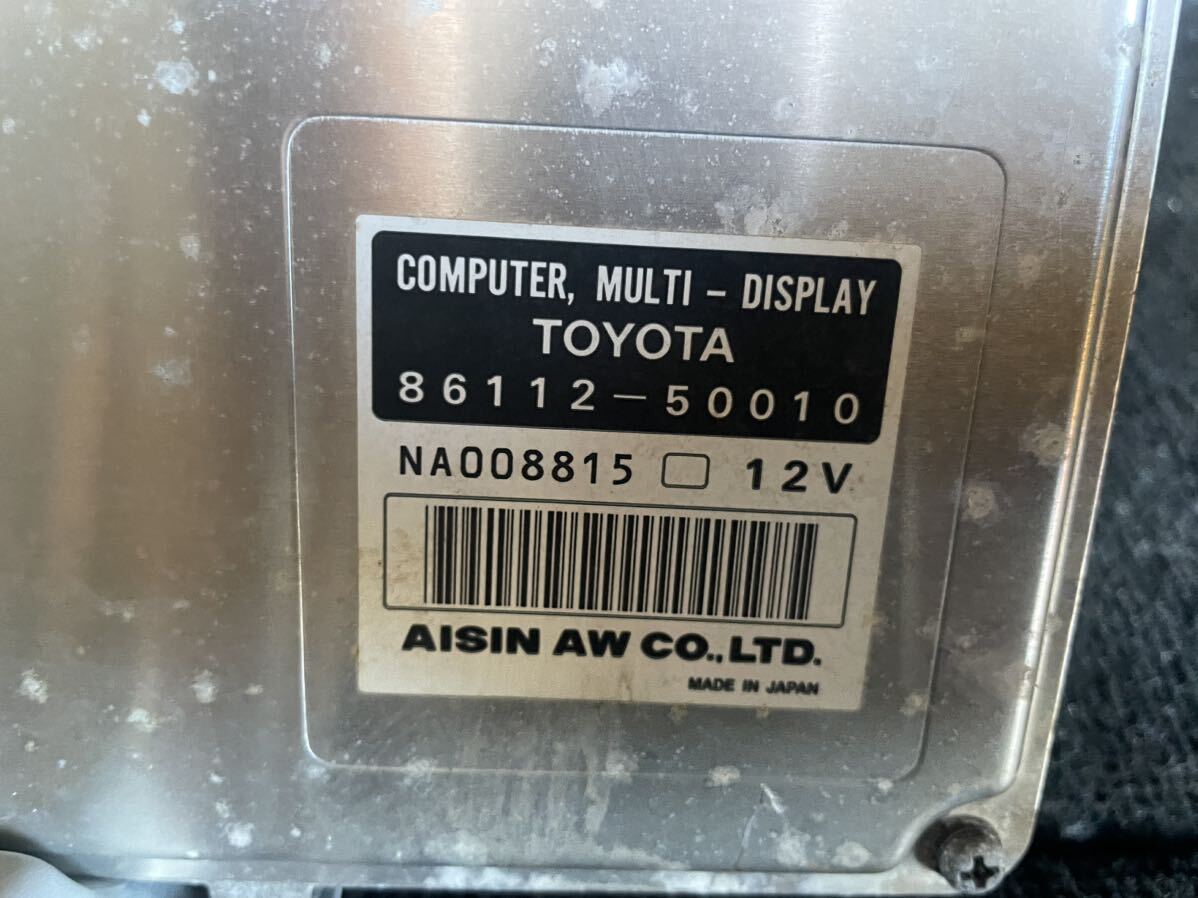 COMPUTER, MULTI - DISPLAY
TOYOTA
86112-50010
NA008815 12V
AISIN AW CO.,LTD.
MADE IN JAPAN